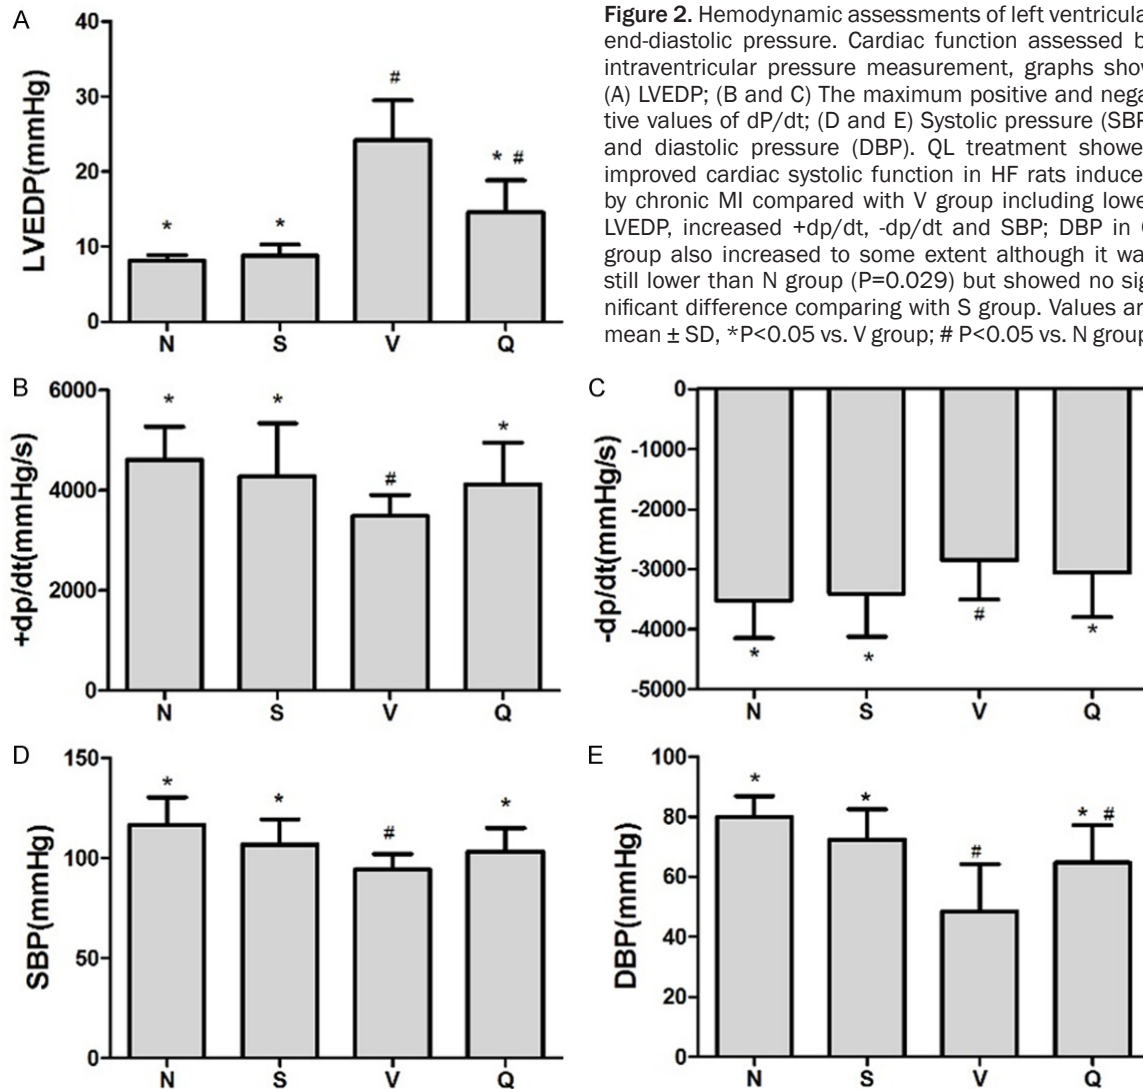 A
LVEDP(mmHg)
40
30
20
10
0
* * # * #
N S V Q
Figure 2. Hemodynamic assessments of left ventricula
end-diastolic pressure. Cardiac function assessed b
intraventricular pressure measurement, graphs show
(A) LVEDP; (B and C) The maximum positive and nega
tive values of dP/dt; (D and E) Systolic pressure (SBP
and diastolic pressure (DBP). QL treatment showe
improved cardiac systolic function in HF rats induce
by chronic MI compared with V group including lowe
LVEDP, increased +dp/dt, -dp/dt and SBP; DBP in
group also increased to some extent although it wa
still lower than N group (P=0.029) but showed no sig
nificant difference comparing with S group. Values ar
mean ± SD, *P<0.05 vs. V group; # P<0.05 vs. N group
B
+dp/dt(mmHg/s)
6000
4000
2000
0
* * # *
N S V Q
C
-dp/dt(mmHg/s)
0
-1000
-2000
-3000
-4000
-5000
* * # *
N S V Q
D
SBP(mmHg)
150
100
50
0
* * # *
N S V Q
E
DBP(mmHg)
100
80
60
40
20
0
* * # * #
N S V Q